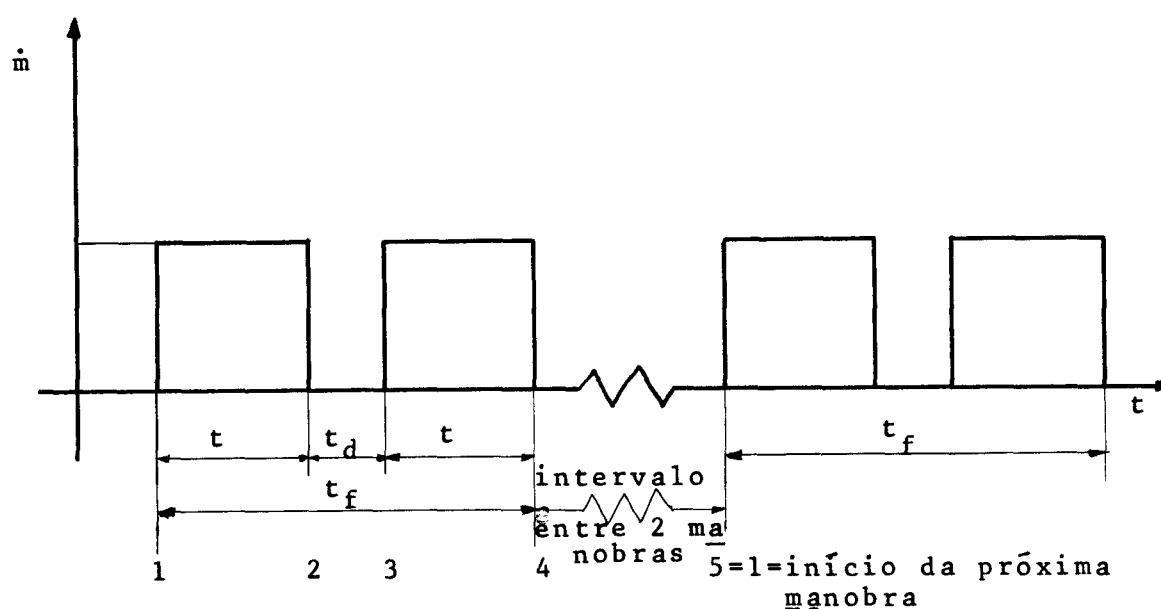 ṁ
t
t
t_d
t
t_f
t_f
intervalo
entre 2 ma
nobras
1
2
3
4
5=1=início da próxima
manobra